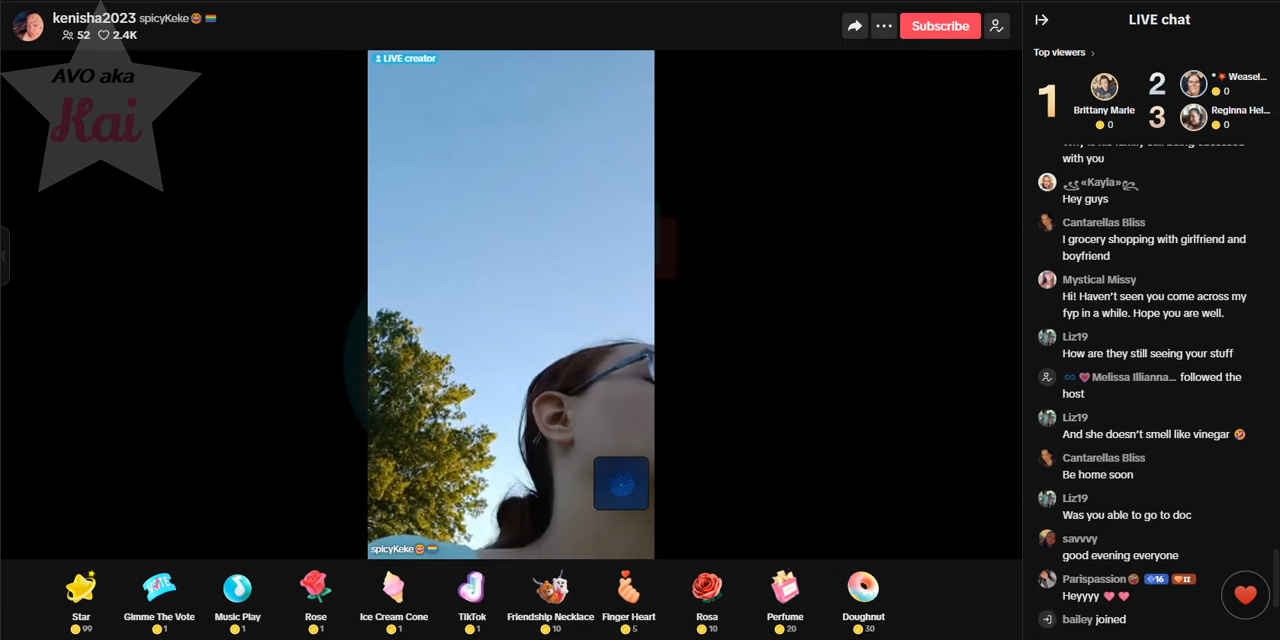 kenisha2023 spicyKeke
52 2.4K
Subscribe
AVO aka
Kai
LIVE creator
spicyKeke
Star
99
Gimme The Vote
1
Music Play
1
Rose
1
Ice Cream Cone
1
TikTok
1
Friendship Necklace
10
Finger Heart
5
Rosa
10
Perfume
20
Doughnut
30
LIVE chat
Top viewers
1
Brittany Marie
0
2
Weasel...
0
3
Reginna Hel...
0
with you
«Kayla»
Hey guys
Cantarellas Bliss
I grocery shopping with girlfriend and
boyfriend
Mystical Missy
Hi! Haven't seen you come across my
fyp in a while. Hope you are well.
Liz19
How are they still seeing your stuff
Melissa Illianna... followed the
host
Liz19
And she doesn't smell like vinegar
Cantarellas Bliss
Be home soon
Liz19
Was you able to go to doc
savvvy
good evening everyone
Parispassion 16 II
Heyyyy
bailey joined